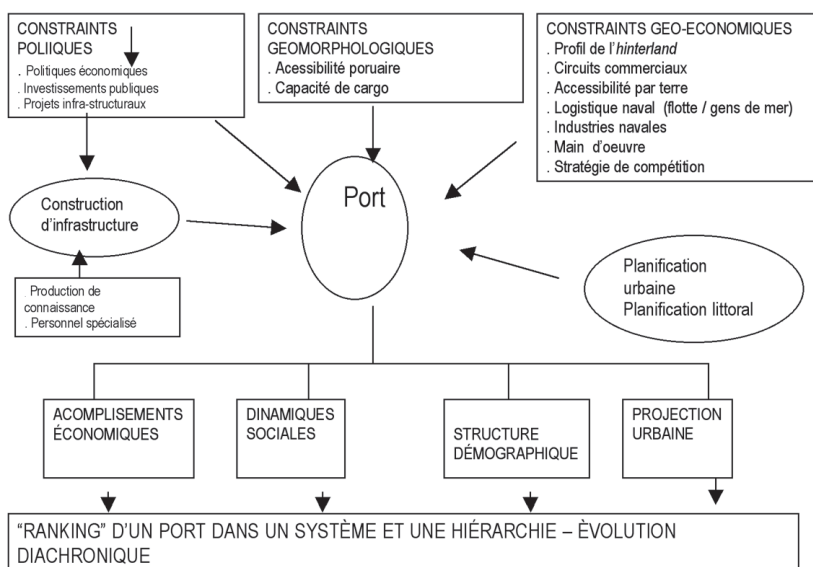 CONSTRAINTS
POLIIQUES
. Politiques économiques
. Investissements publiques
. Projets infra-structuraux
CONSTRAINTS
GEOMORPHOLOGIQUES
. Acessibilité poruaire
. Capacité de cargo
CONSTRAINTS GEO-ECONOMIQUES
. Profil de l'hinterland
. Circuits commerciaux
. Accessibilité par terre
. Logistique naval (flotte / gens de mer)
. Industries navales
. Main d'oeuvre
. Stratégie de compétition
Construction
d'infrastructure
Port
. Production de
connaissance
. Personnel spécialisé
Planification
urbaine
Planification littoral
ACOMPLISEMENTS
ÉCONOMIQUES
DINAMIQUES
SOCIALES
STRUCTURE
DÉMOGRAPHIQUE
PROJECTION
URBAINE
“RANKING” D'UN PORT DANS UN SYSTÈME ET UNE HIÉRARCHIE – ÈVOLUTION
DIACHRONIQUE